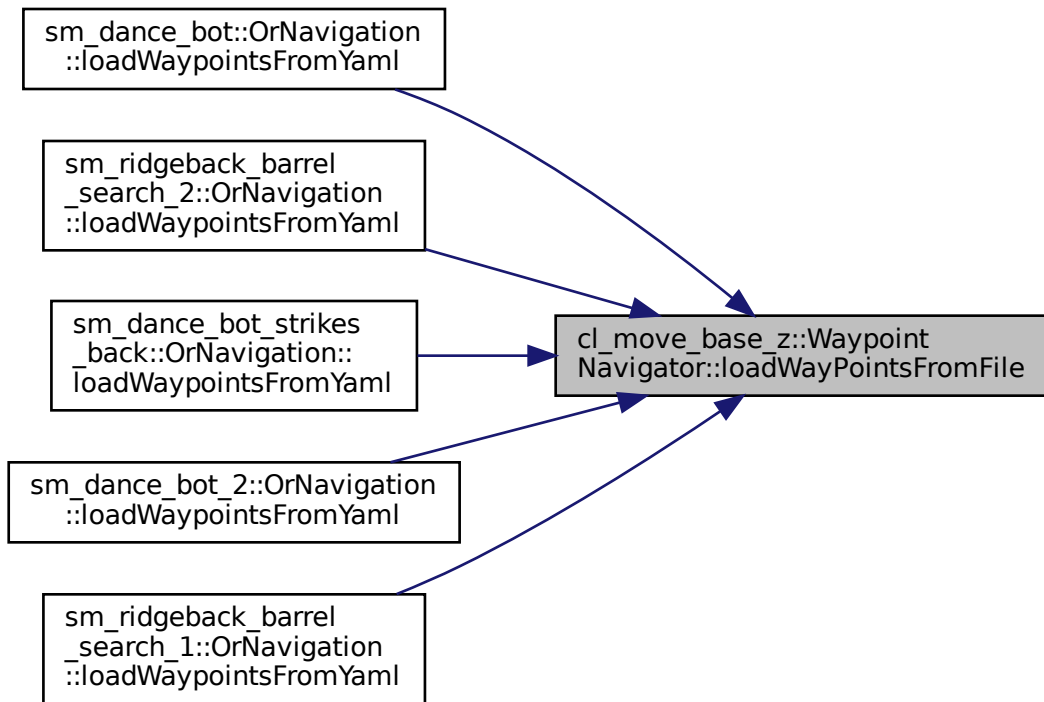 sm_dance_bot::OrNavigation
::loadWaypointsFromYaml
sm_ridgeback_barrel
_search_2::OrNavigation
::loadWaypointsFromYaml
sm_dance_bot_strikes
_back::OrNavigation::
loadWaypointsFromYaml
sm_dance_bot_2::OrNavigation
::loadWaypointsFromYaml
sm_ridgeback_barrel
_search_1::OrNavigation
::loadWaypointsFromYaml
cl_move_base_z::Waypoint
Navigator::loadWayPointsFromFile